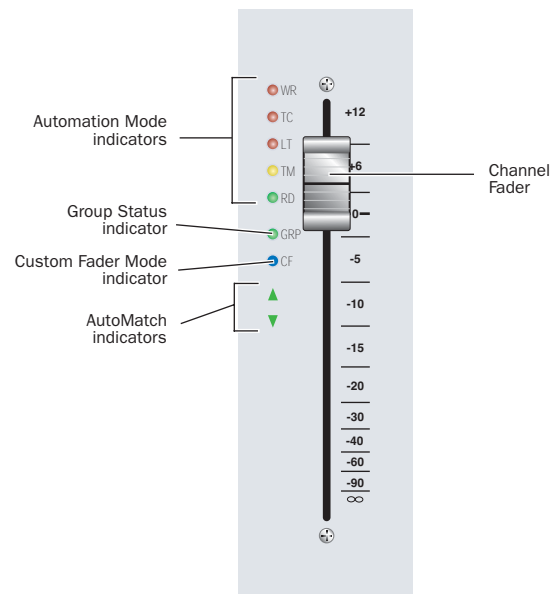 Automation Mode
indicators
Group Status
indicator
Custom Fader Mode
indicator
AutoMatch
indicators
WR
TC
LT
TM
RD
GRP
CF
+12
+6
0
-5
-10
-15
-20
-30
-40
-60
-90
∞
Channel
Fader